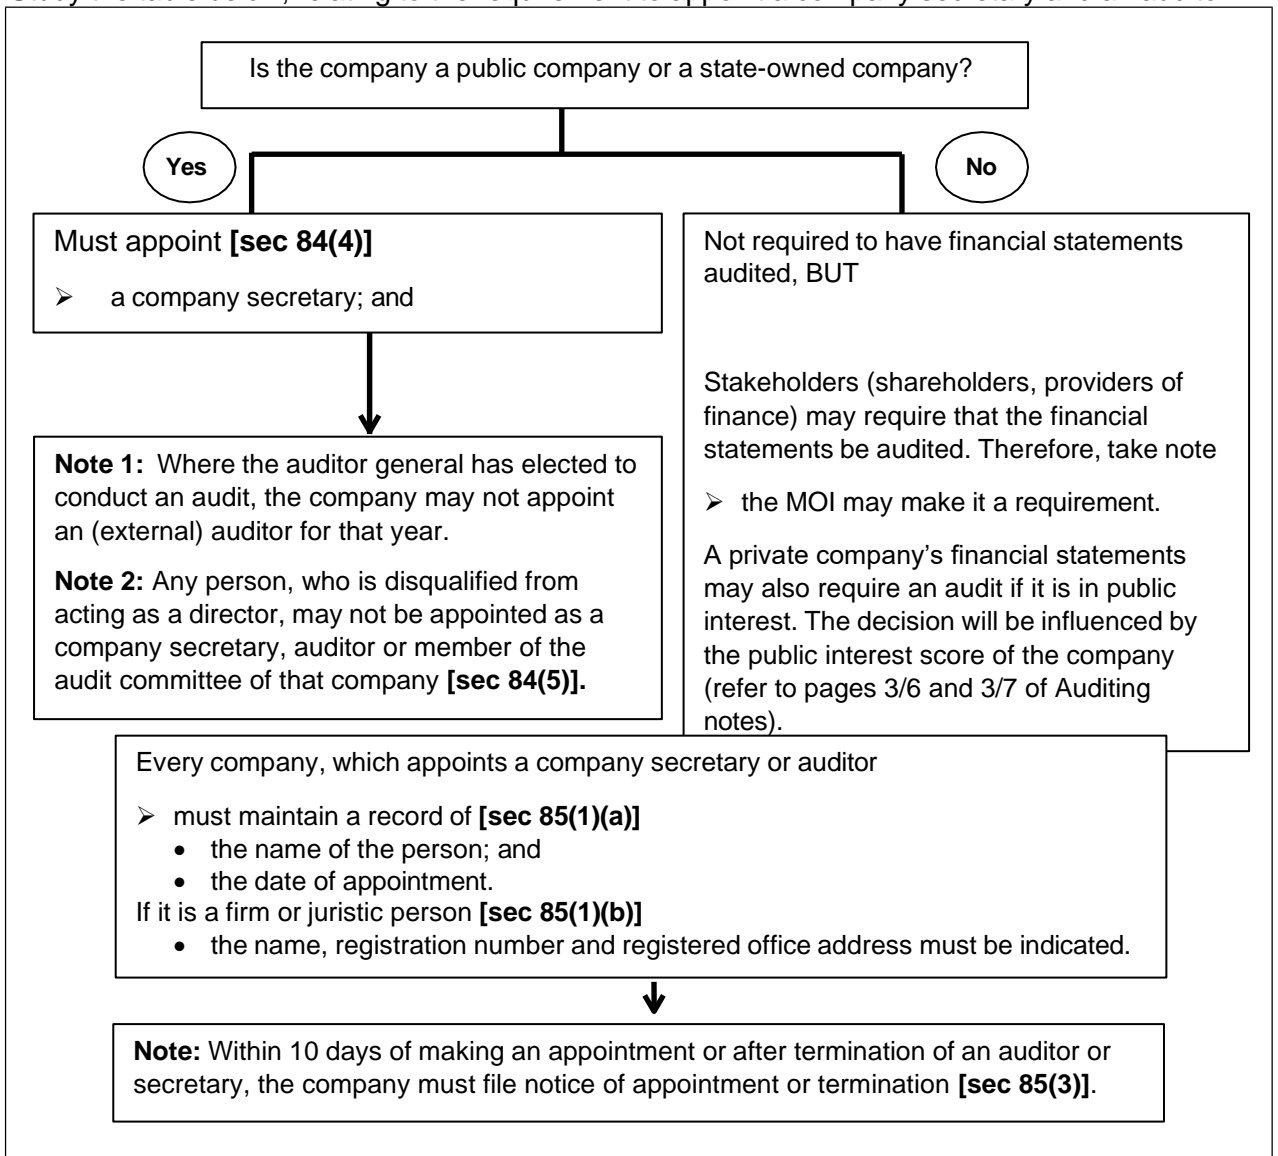 Is the company a public company or a state-owned company?
Yes
No
Must appoint [sec 84(4)]
➢ a company secretary; and
Note 1: Where the auditor general has elected to
conduct an audit, the company may not appoint
an (external) auditor for that year.
Note 2: Any person, who is disqualified from
acting as a director, may not be appointed as a
company secretary, auditor or member of the
audit committee of that company [sec 84(5)].
Not required to have financial statements
audited, BUT
Stakeholders (shareholders, providers of
finance) may require that the financial
statements be audited. Therefore, take note
➢ the MOI may make it a requirement.
A private company’s financial statements
may also require an audit if it is in public
interest. The decision will be influenced by
the public interest score of the company
(refer to pages 3/6 and 3/7 of Auditing
notes).
Every company, which appoints a company secretary or auditor
➢ must maintain a record of [sec 85(1)(a)]
• the name of the person; and
• the date of appointment.
If it is a firm or juristic person [sec 85(1)(b)]
• the name, registration number and registered office address must be indicated.
Note: Within 10 days of making an appointment or after termination of an auditor or
secretary, the company must file notice of appointment or termination [sec 85(3)].